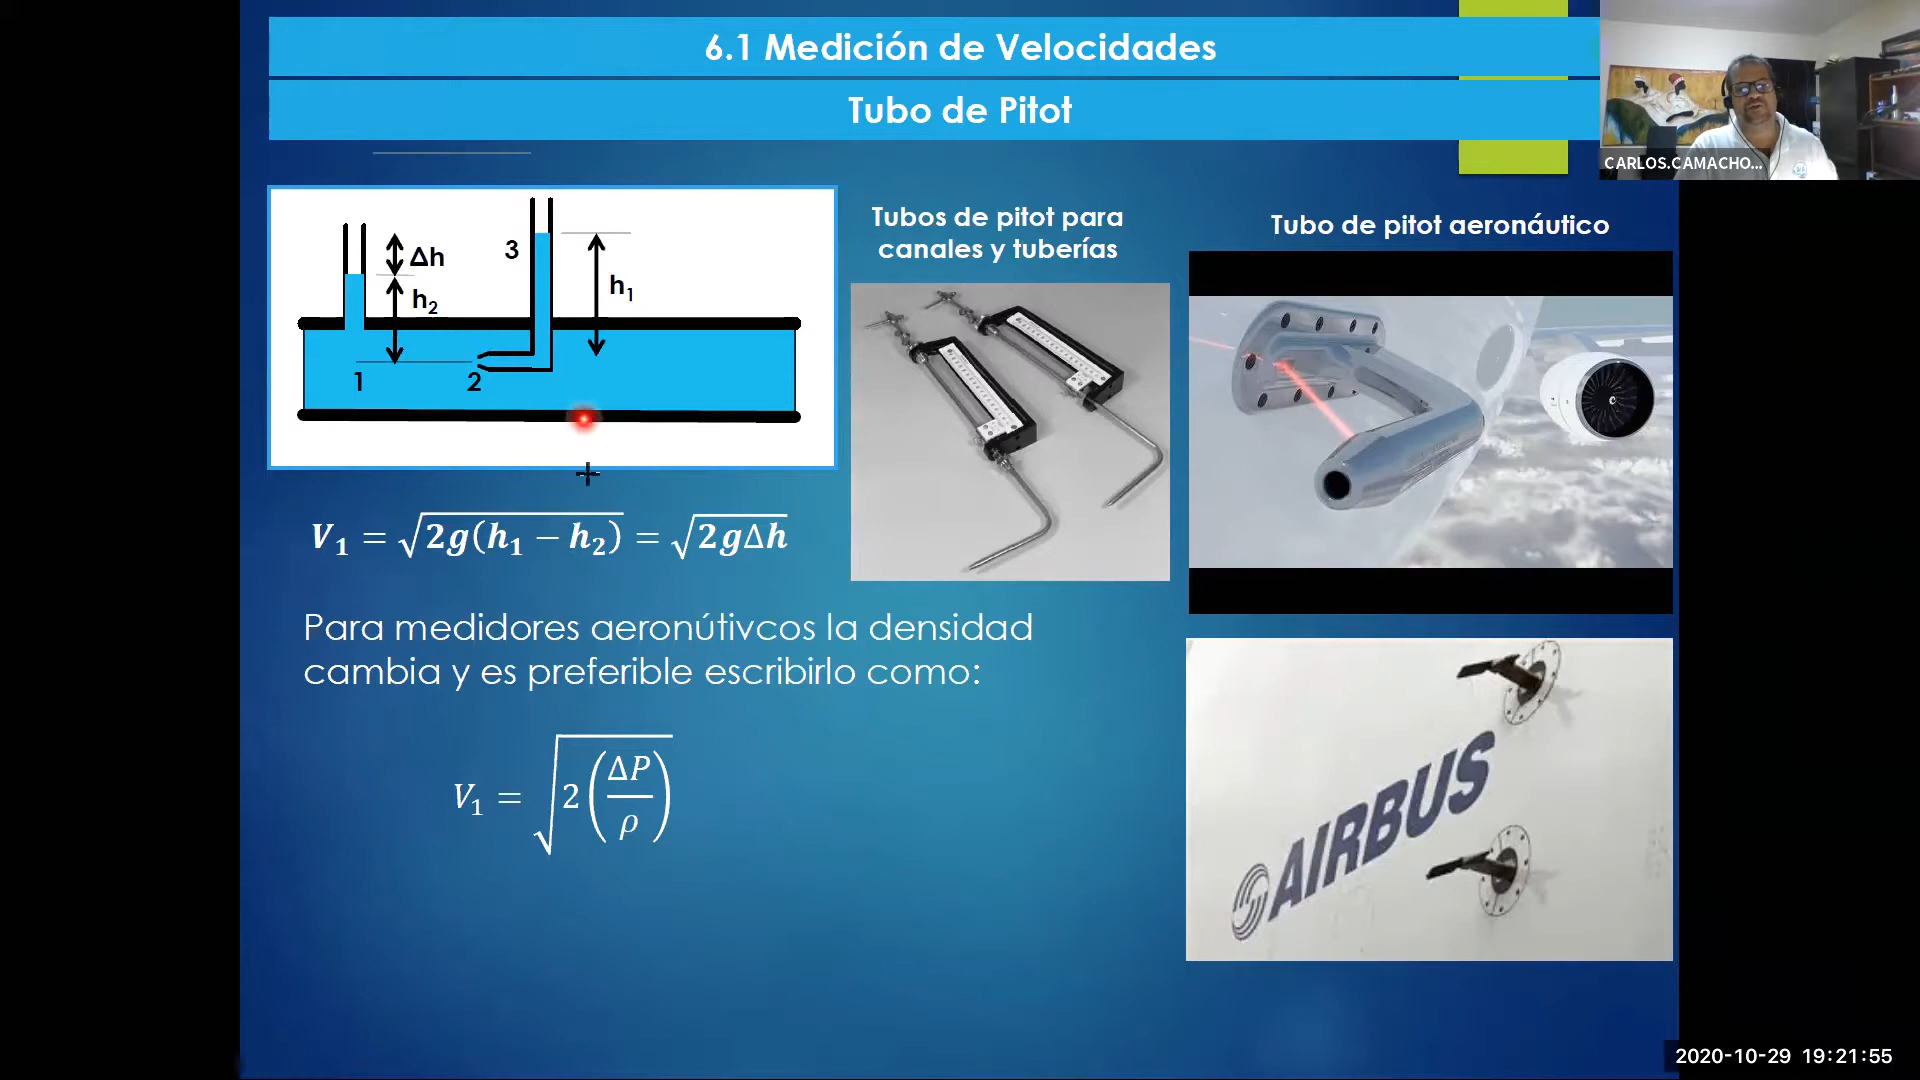 6.1 Medición de Velocidades
Tubo de Pitot
CARLOS.CAMACHO...
3
Δh
h₂
h₁
1
2
Tubos de pitot para
canales y tuberías
Tubo de pitot aeronáutico
V₁ = √2g(h₁ − h₂) = √2gΔh
Para medidores aeronútivcos la densidad
cambia y es preferible escribirlo como:
V₁ = √2(ΔP/ρ)
AIRBUS
2020-10-29 19:21:55